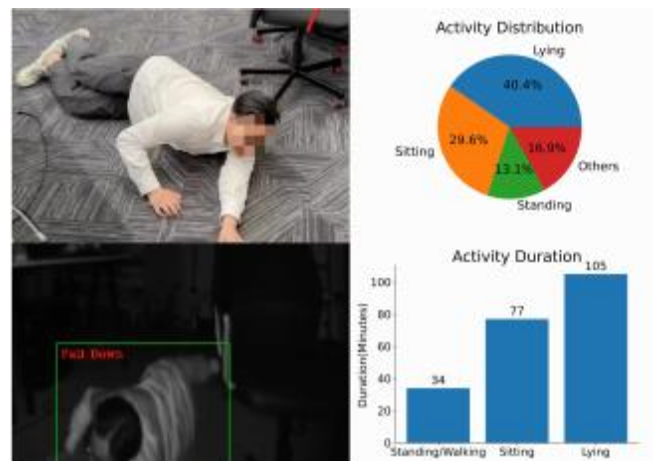 Activity Distribution
Lying
40.4%
29.6%
Sitting
13.1%
16.9%
Others
Standing
Fall Down
Activity Duration
105
100
80
77
60
40
34
20
0
Duration(Minutes)
Standing/Walking
Sitting
Lying